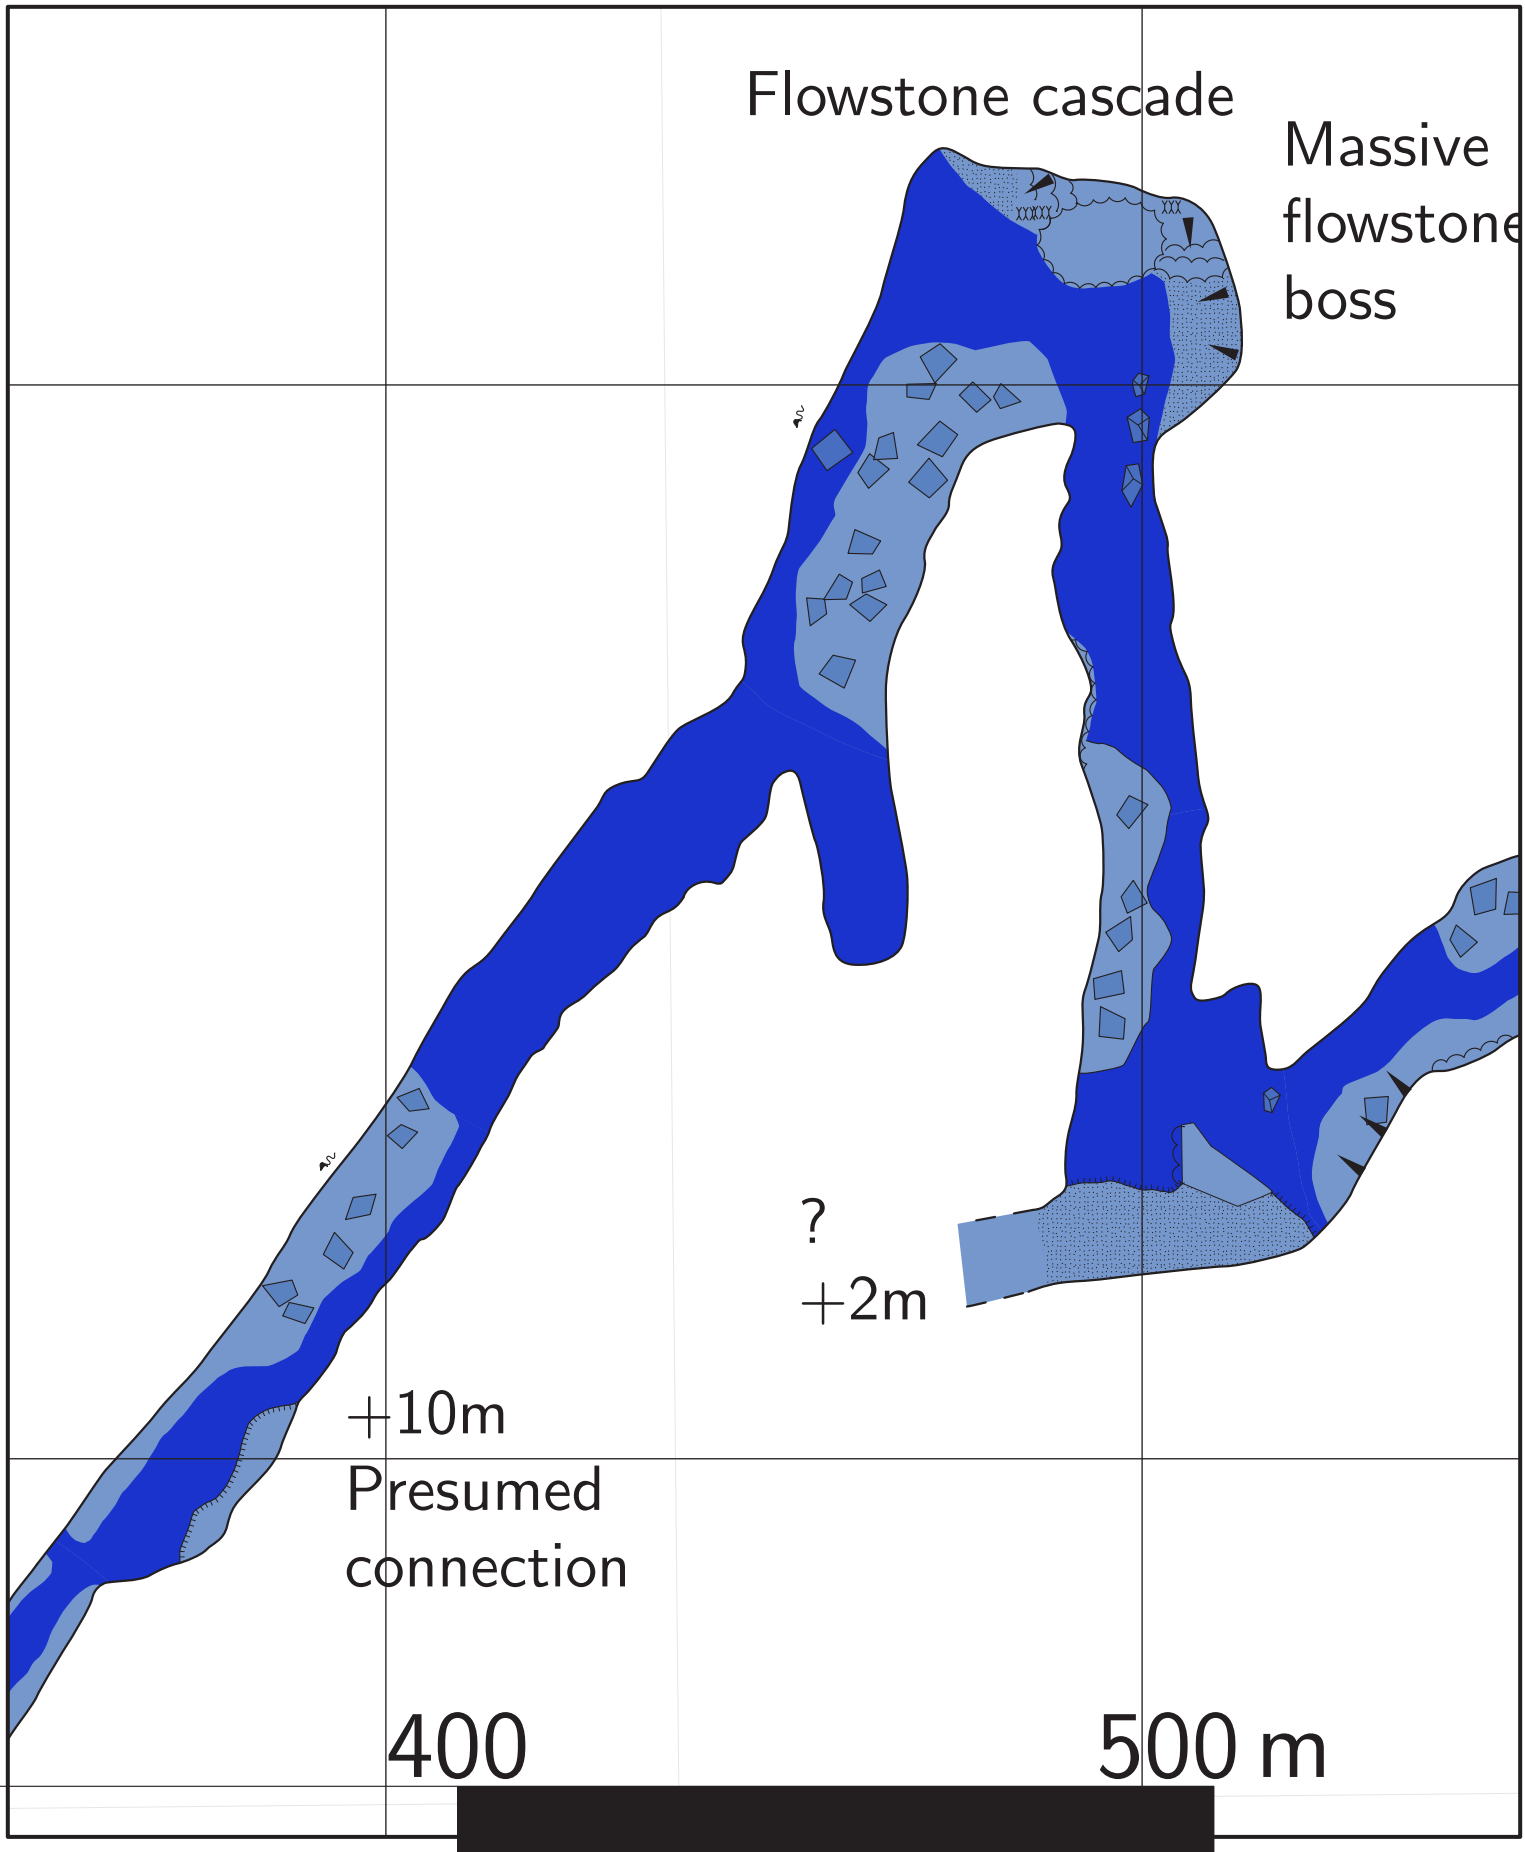 Flowstone cascade
Massive
flowstone
boss
?
+2m
+10m
Presumed
connection
400
500 m